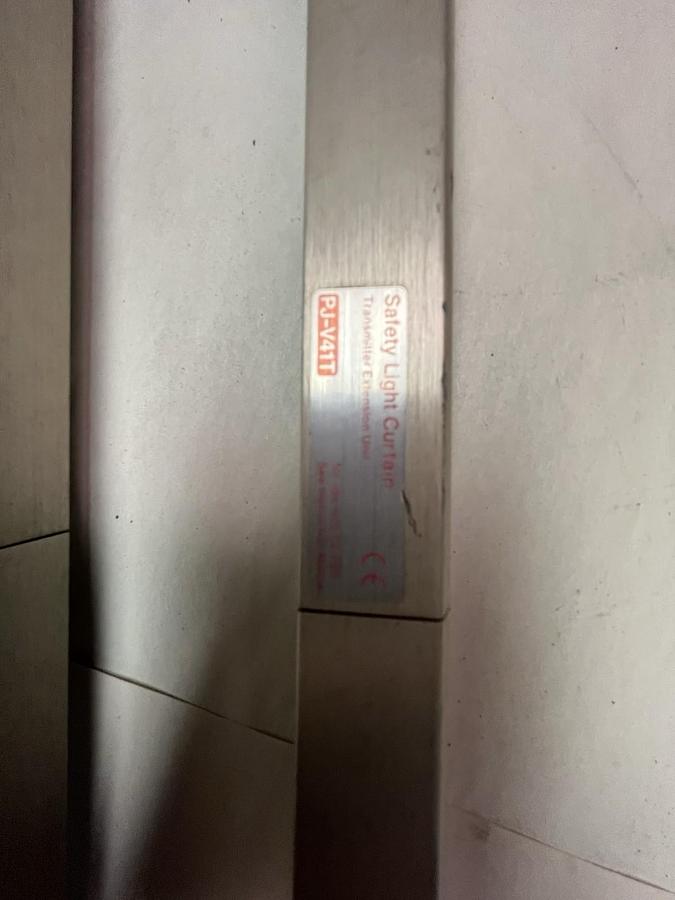 Safety Light Curtain
Transmitter Extension Unit
PJ-V41T
CE